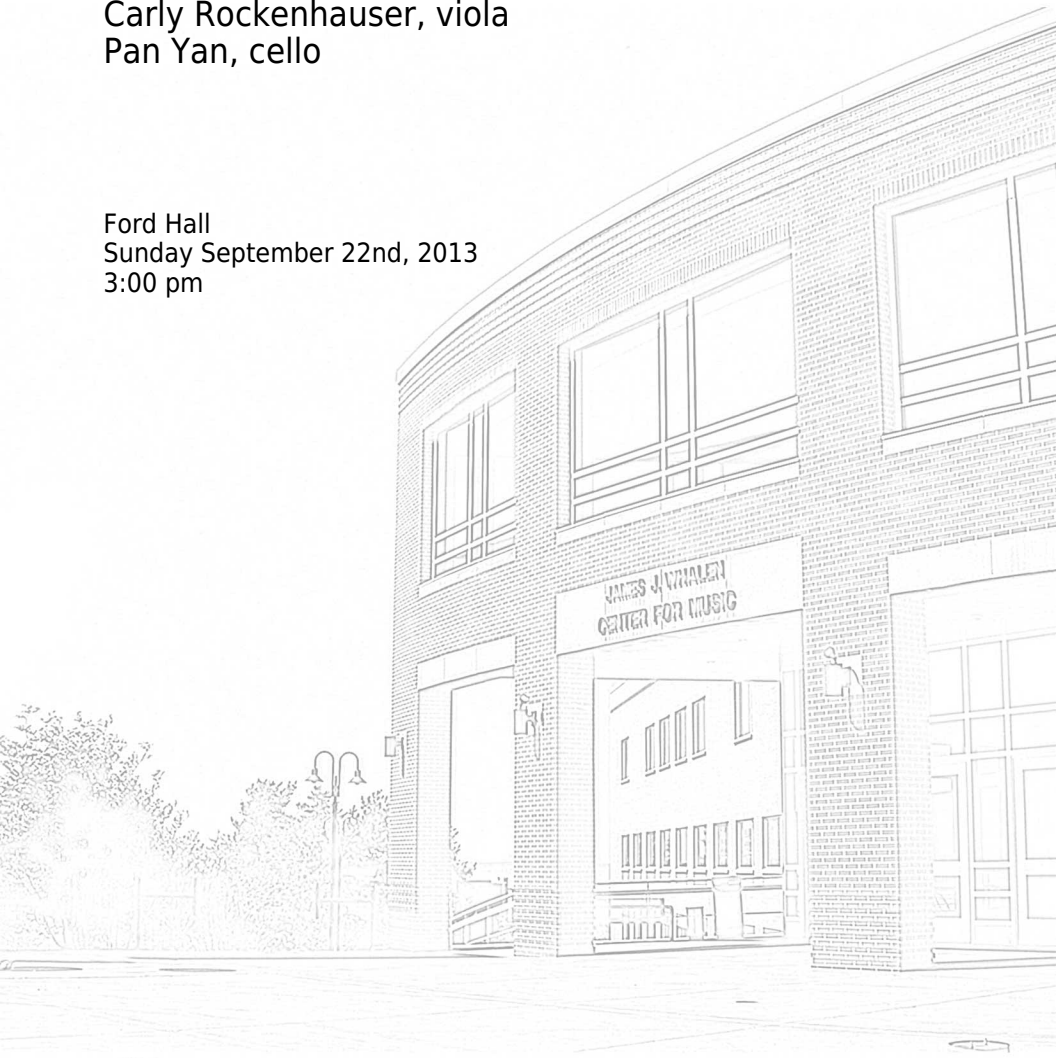 Carly Rockenhauser, viola
Pan Yan, cello
Ford Hall
Sunday September 22nd, 2013
3:00 pm
JAMES J. WHALEN
CENTER FOR MUSIC